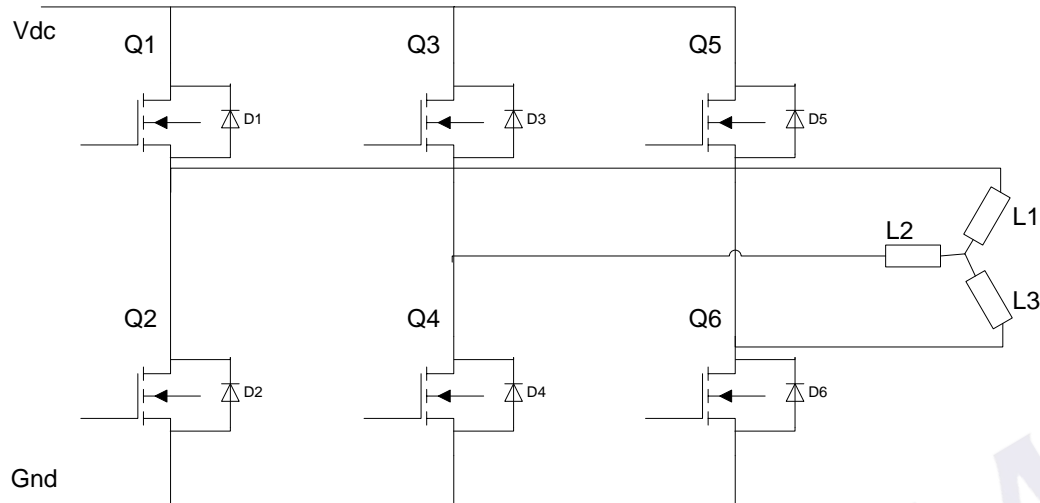 Vdc
Q1 Q3 Q5
D1 D3 D5
L1
L2
L3
Q2 Q4 Q6
D2 D4 D6
Gnd